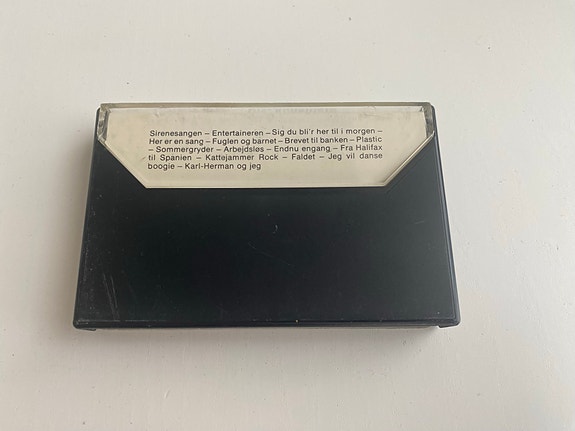 Sirenesangen – Entertaineren – Sig du bli'r her til i morgen –
Her er en sang – Fuglen og barnet – Brevet til banken – Plastic
– Sommergryder – Arbejdsløs – Endnu engang – Fra Halifax
til Spanien – Kattejammer Rock – Faldet – Jeg vil danse
boogie – Karl-Herman og jeg